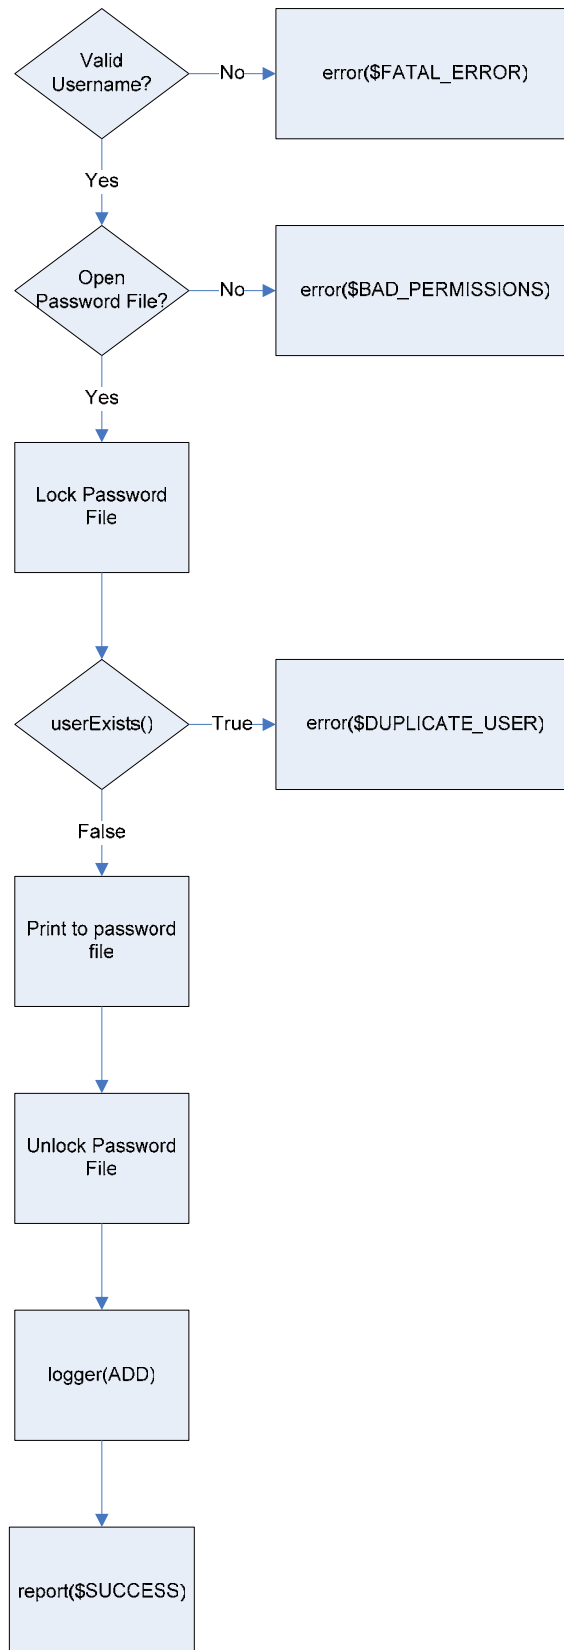 Valid
Username?
No
error($FATAL_ERROR)
Yes
Open
Password File?
No
error($BAD_PERMISSIONS)
Yes
Lock Password
File
userExists()
True
error($DUPLICATE_USER)
False
Print to password
file
Unlock Password
File
logger(ADD)
report($SUCCESS)